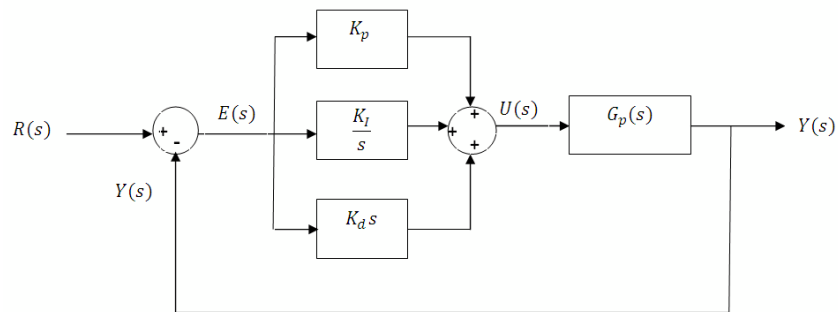 K_p
R(s)
+
-
E(s)
K_I
s
+
+
+
U(s)
G_p(s)
Y(s)
Y(s)
K_d s